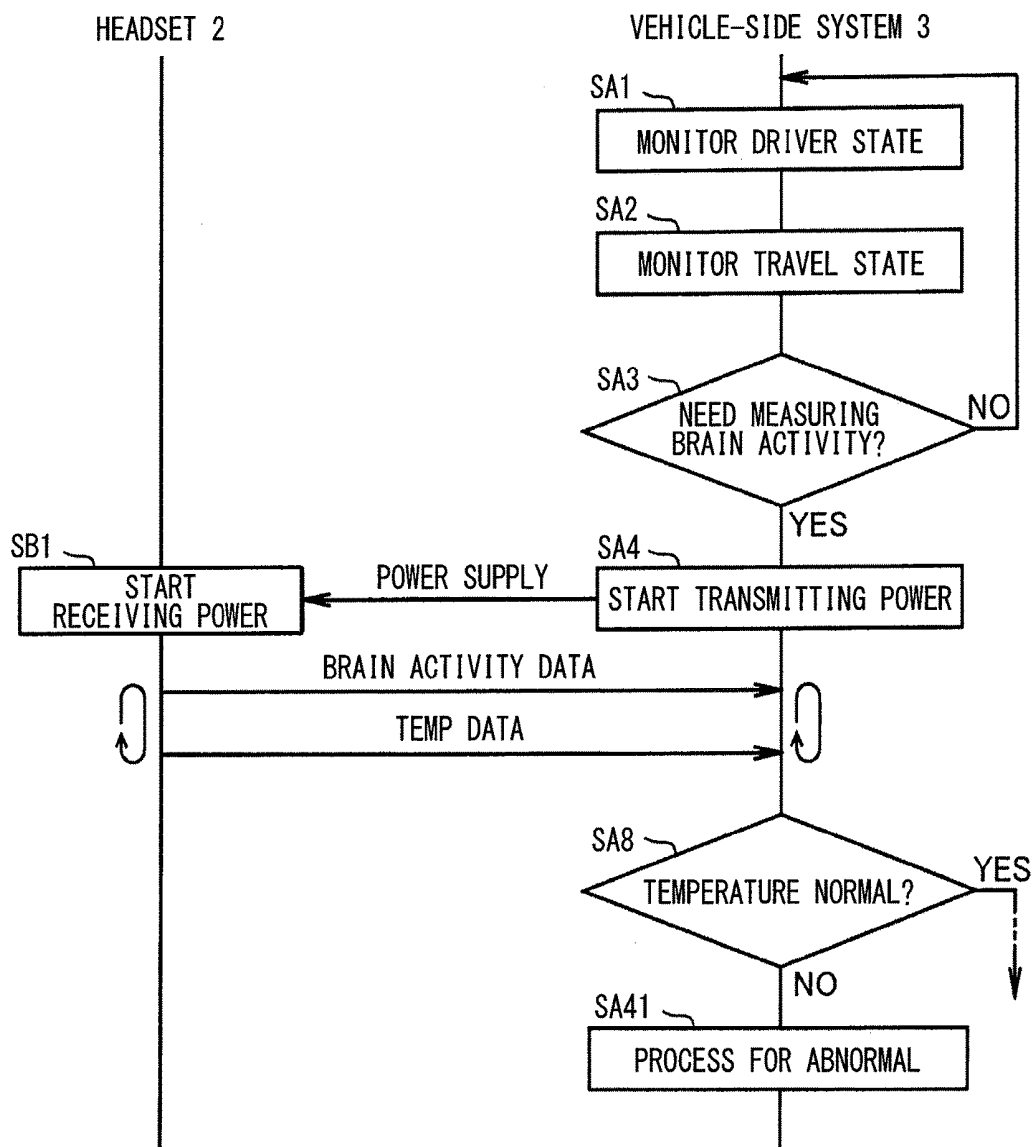 HEADSET 2
VEHICLE-SIDE SYSTEM 3
SA1
MONITOR DRIVER STATE
SA2
MONITOR TRAVEL STATE
SA3
NEED MEASURING
BRAIN ACTIVITY?
NO
YES
SB1
START
RECEIVING POWER
POWER SUPPLY
SA4
START TRANSMITTING POWER
BRAIN ACTIVITY DATA
TEMP DATA
SA8
TEMPERATURE NORMAL?
YES
NO
SA41
PROCESS FOR ABNORMAL